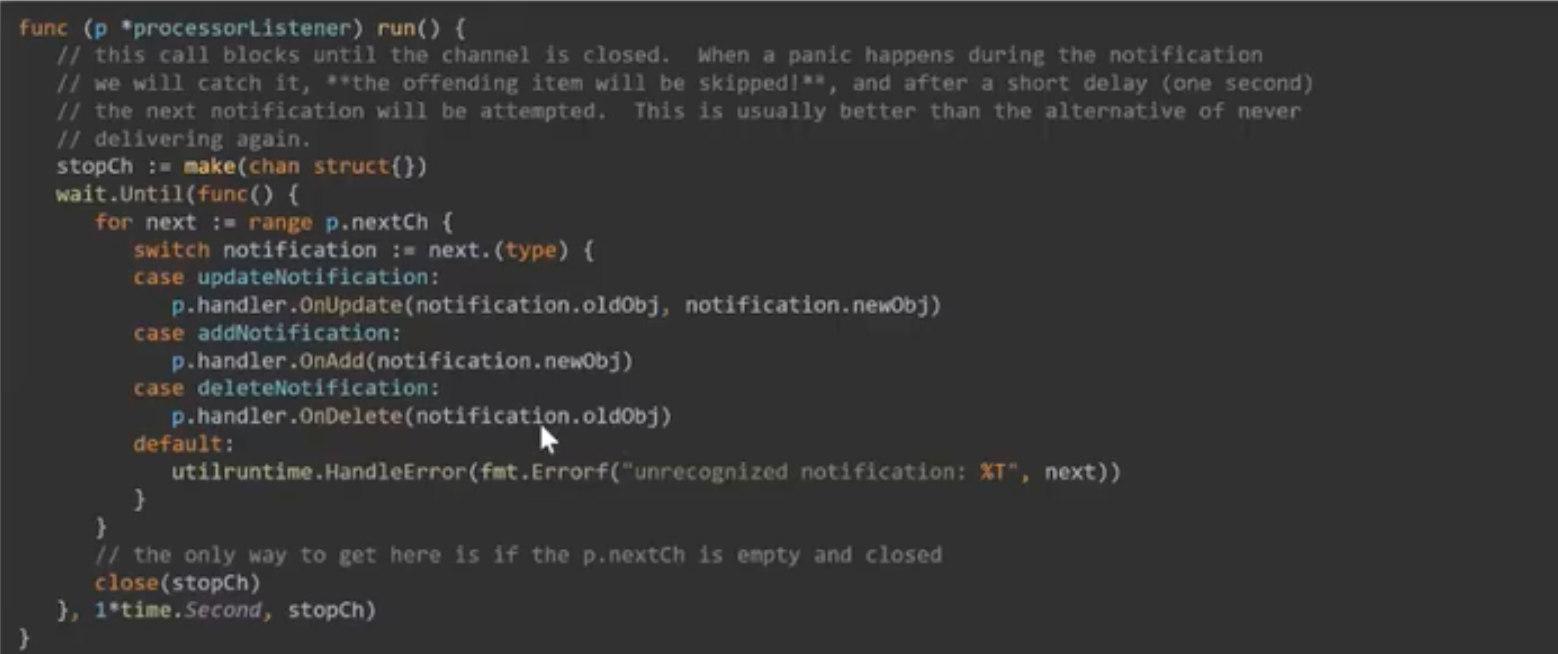 func (p *processorListener) run() {
   // this call blocks until the channel is closed.  When a panic happens during the notification
   // we will catch it, **the offending item will be skipped!**, and after a short delay (one second)
   // the next notification will be attempted.  This is usually better than the alternative of never
   // delivering again.
   stopCh := make(chan struct{})
   wait.Until(func() {
      for next := range p.nextCh {
         switch notification := next.(type) {
         case updateNotification:
            p.handler.OnUpdate(notification.oldObj, notification.newObj)
         case addNotification:
            p.handler.OnAdd(notification.newObj)
         case deleteNotification:
            p.handler.OnDelete(notification.oldObj)
         default:
            utilruntime.HandleError(fmt.Errorf("unrecognized notification: %T", next))
         }
      }
      // the only way to get here is if the p.nextCh is empty and closed
      close(stopCh)
   }, 1*time.Second, stopCh)
}